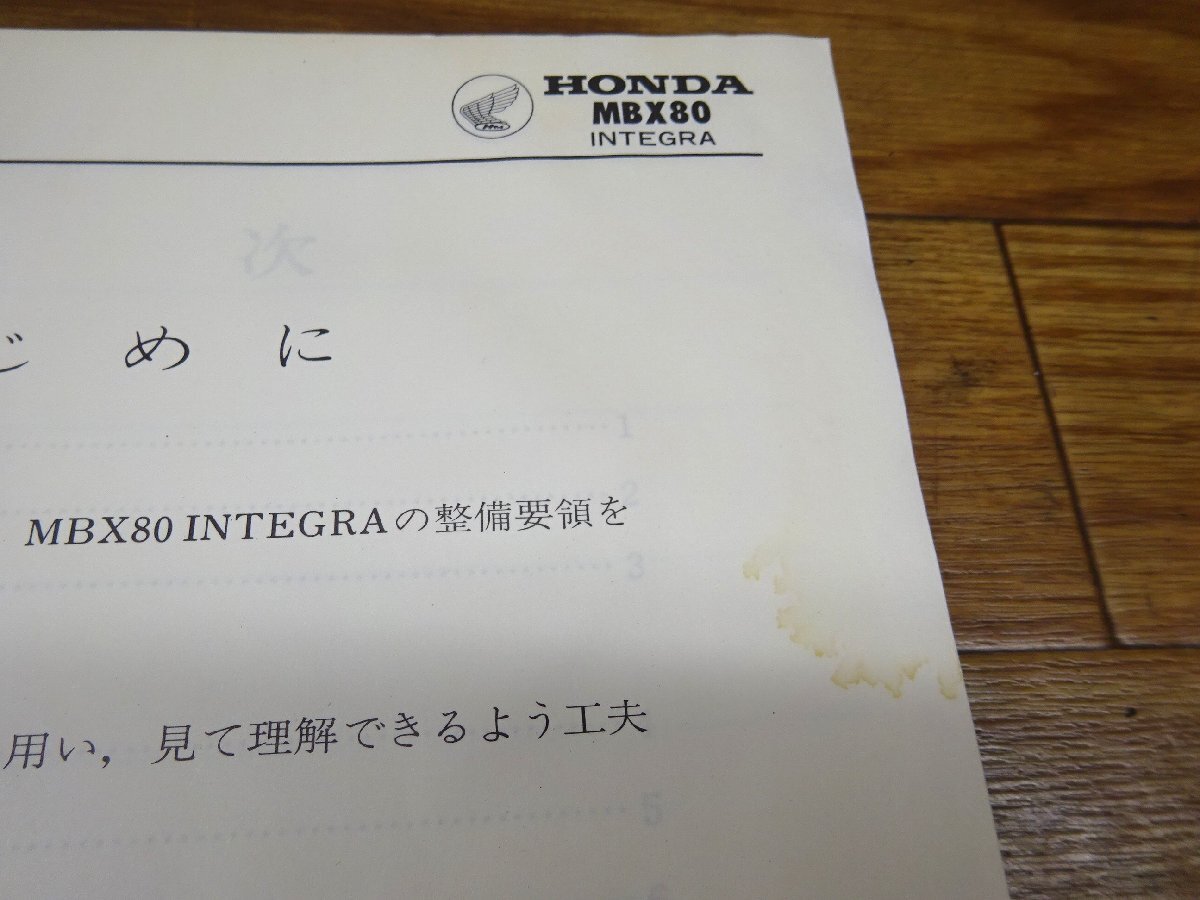 HONDA
MBX80
INTEGRA
次
じめに
1
2
MBX80 INTEGRAの整備要領を
3
用い，見て理解できるよう工夫
5